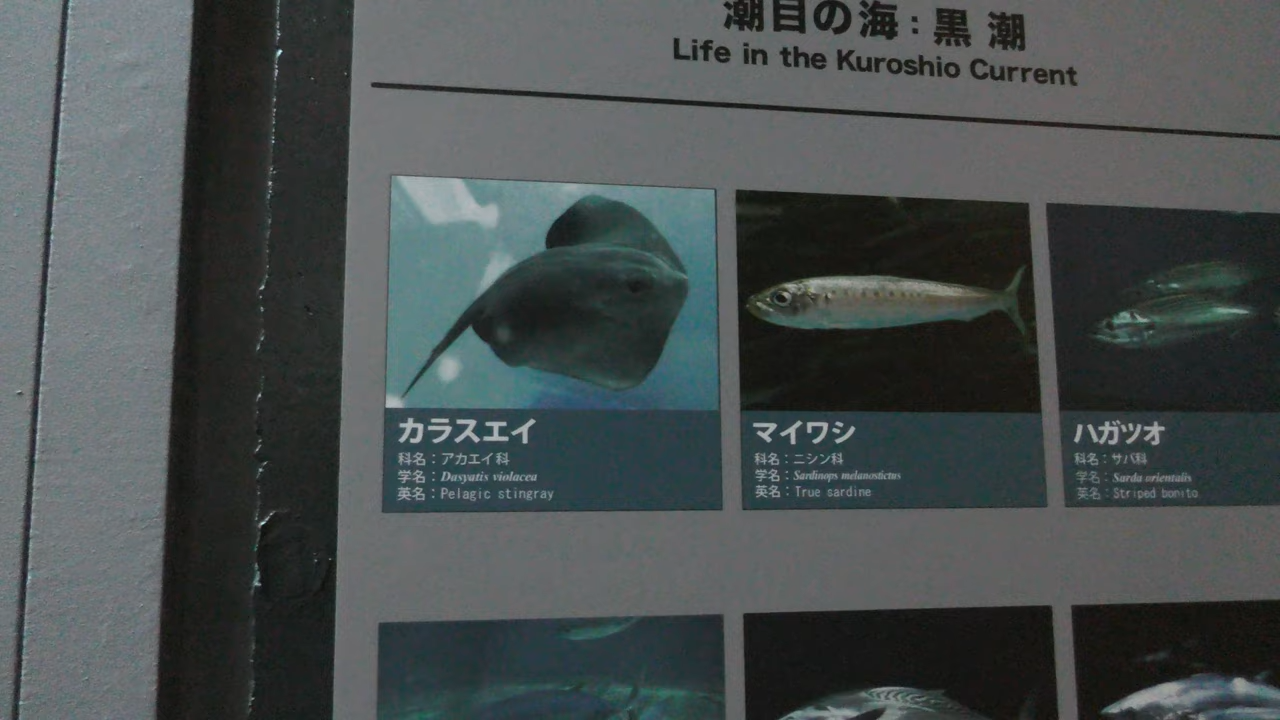 潮目の海:黒潮
Life in the Kuroshio Current
カラスエイ
科名:アカエイ科
学名:Dasyatis violacea
英名:Pelagic stingray
マイワシ
科名:ニシン科
学名:Sardinops melanostictus
英名:True sardine
ハガツオ
科名:サバ科
学名:Sarda orientalis
英名:Striped bonito